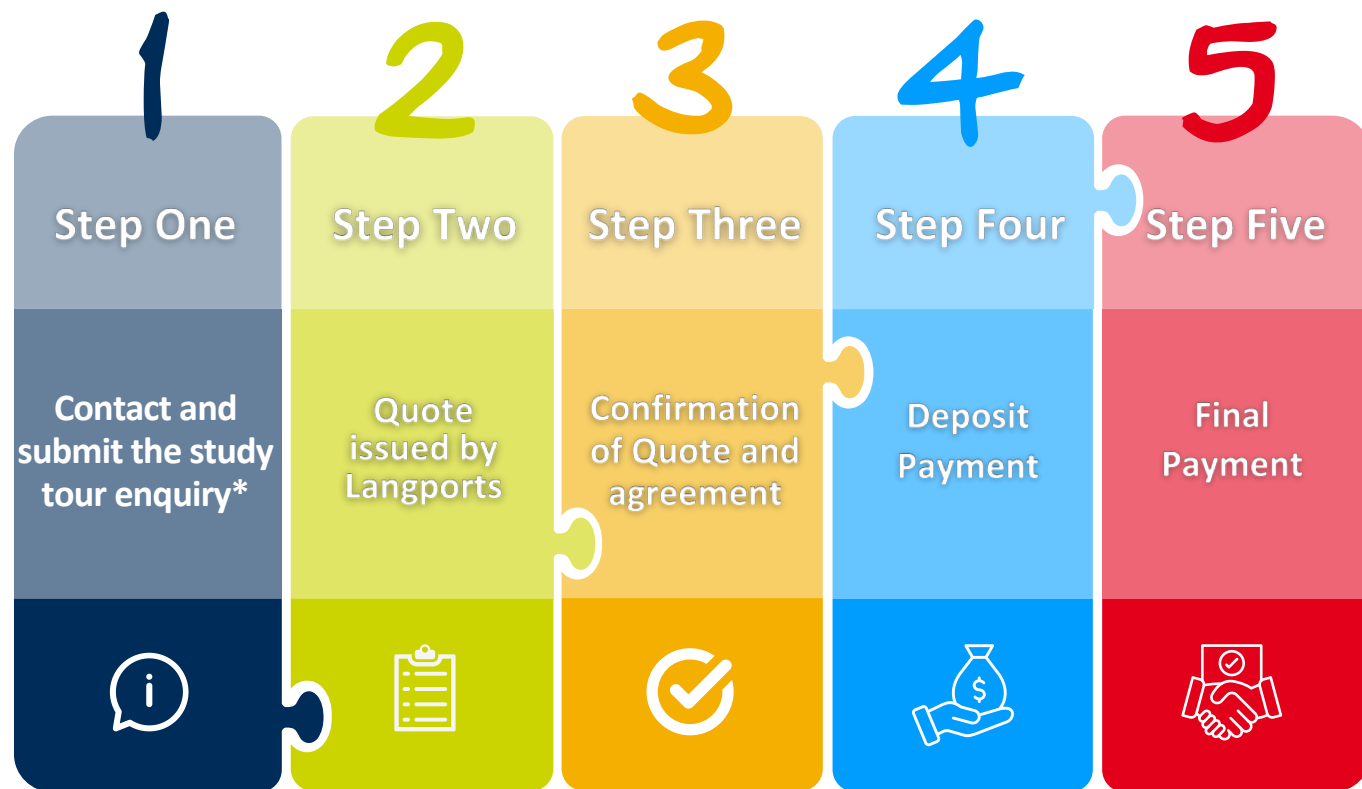 1
2
3
4
5
Step One
Step Two
Step Three
Step Four
Step Five
Contact and
submit the study
tour enquiry*
Quote
issued by
Langports
Confirmation
of Quote and
agreement
Deposit
Payment
Final
Payment
i
$